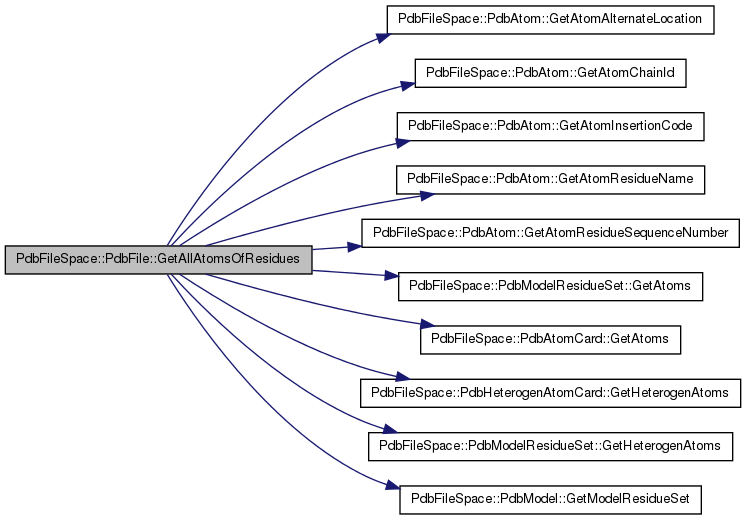 PdbFileSpace::PdbAtom::GetAtomAlternateLocation
PdbFileSpace::PdbAtom::GetAtomChainId
PdbFileSpace::PdbAtom::GetAtomInsertionCode
PdbFileSpace::PdbAtom::GetAtomResidueName
PdbFileSpace::PdbAtom::GetAtomResidueSequenceNumber
PdbFileSpace::PdbFile::GetAllAtomsOfResidues
PdbFileSpace::PdbModelResidueSet::GetAtoms
PdbFileSpace::PdbAtomCard::GetAtoms
PdbFileSpace::PdbHeterogenAtomCard::GetHeterogenAtoms
PdbFileSpace::PdbModelResidueSet::GetHeterogenAtoms
PdbFileSpace::PdbModel::GetModelResidueSet